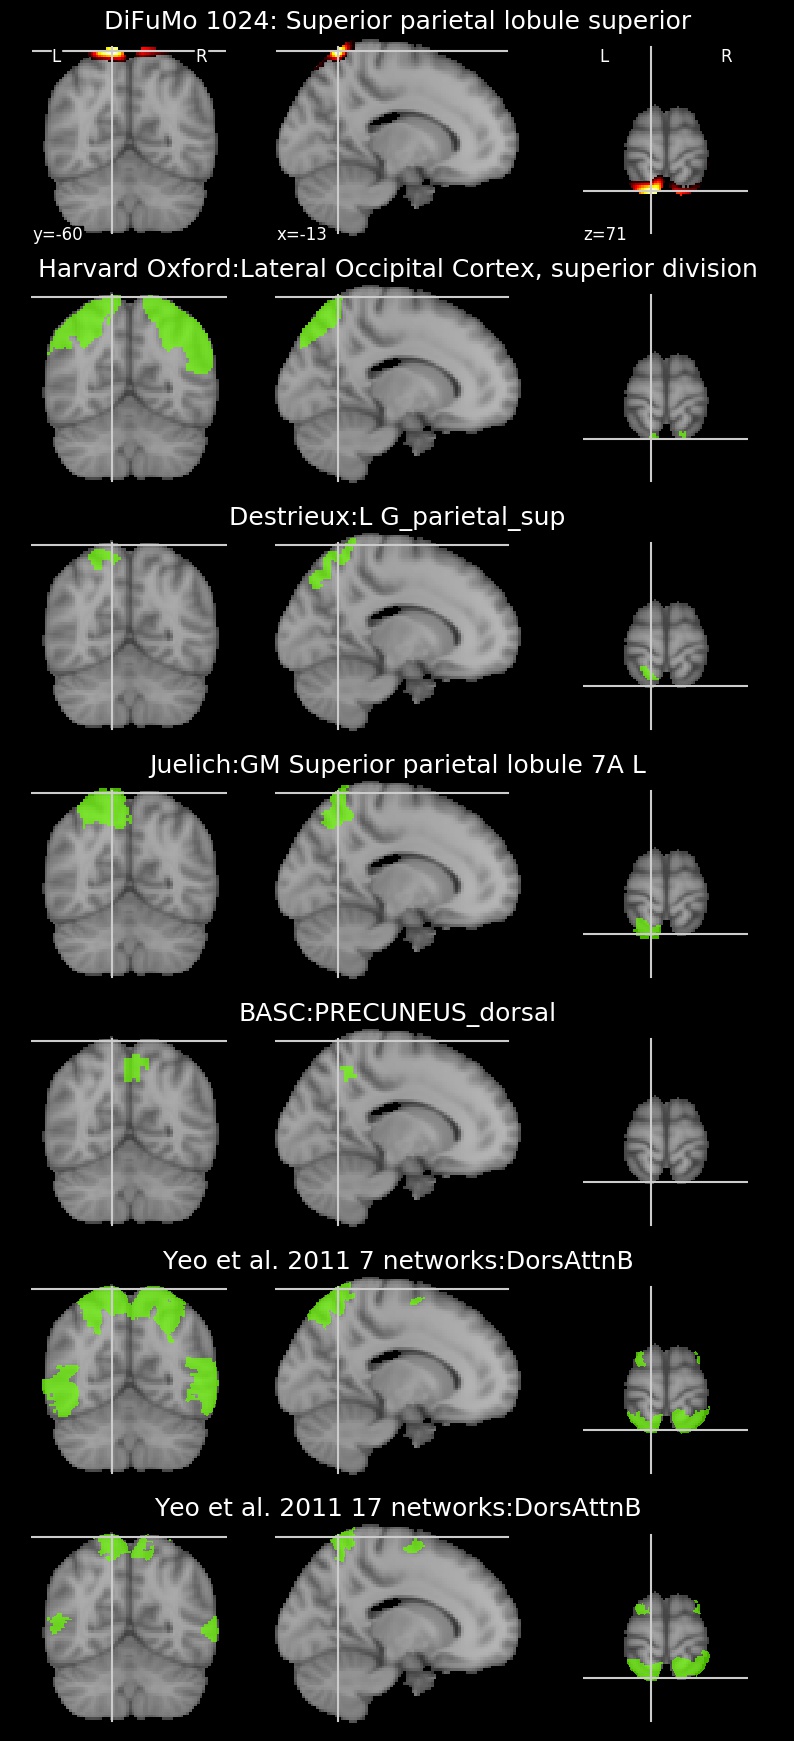 DiFuMo 1024: Superior parietal lobule superior
L R L R
y=-60 x=-13 z=71
Harvard Oxford:Lateral Occipital Cortex, superior division
Destrieux:L G_parietal_sup
Juelich:GM Superior parietal lobule 7A L
BASC:PRECUNEUS_dorsal
Yeo et al. 2011 7 networks:DorsAttnB
Yeo et al. 2011 17 networks:DorsAttnB